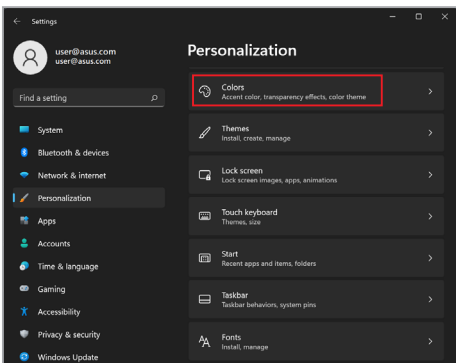 Settings
user@asus.com
user@asus.com
Find a setting
System
Bluetooth & devices
Network & internet
Personalization
Apps
Accounts
Time & language
Gaming
Accessibility
Privacy & security
Windows Update
Personalization
Colors
Accent color, transparency effects, color theme
Themes
Install, create, manage
Lock screen
Lock screen images, apps, animations
Touch keyboard
Themes, size
Start
Recent apps and items, folders
Taskbar
Taskbar behaviors, system pins
Fonts
Install, manage